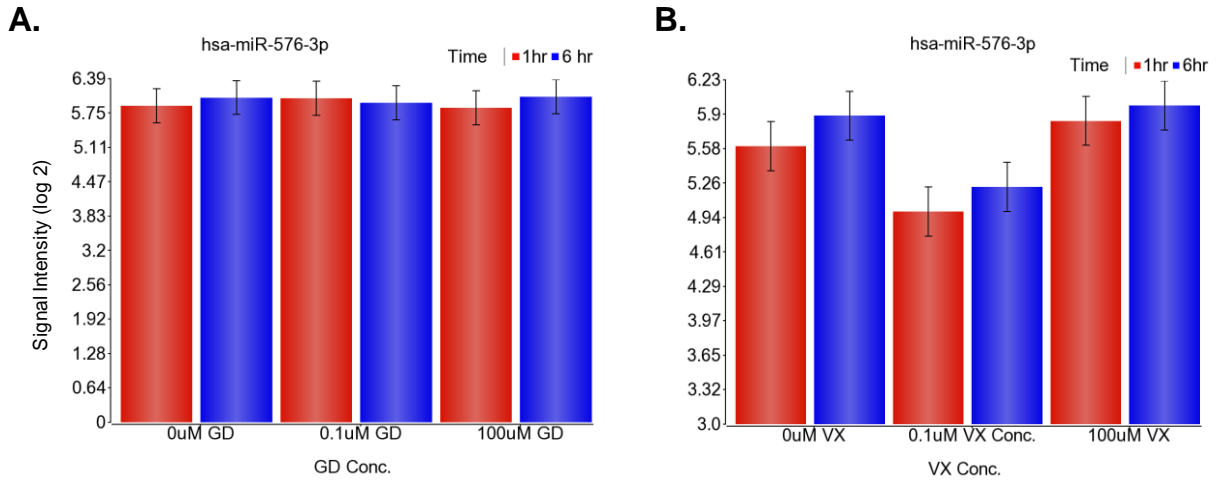 A.
hsa-miR-576-3p
Time 1hr 6 hr
6.39
5.75
5.11
4.47
3.83
3.2
2.56
1.92
1.28
0.64
0
Signal Intensity (log 2)
0uM GD 0.1uM GD 100uM GD
GD Conc.
B.
hsa-miR-576-3p
Time 1hr 6hr
6.23
5.9
5.58
5.26
4.94
4.61
4.29
3.97
3.65
3.32
3.0
0uM VX 0.1uM VX Conc. 100uM VX
VX Conc.